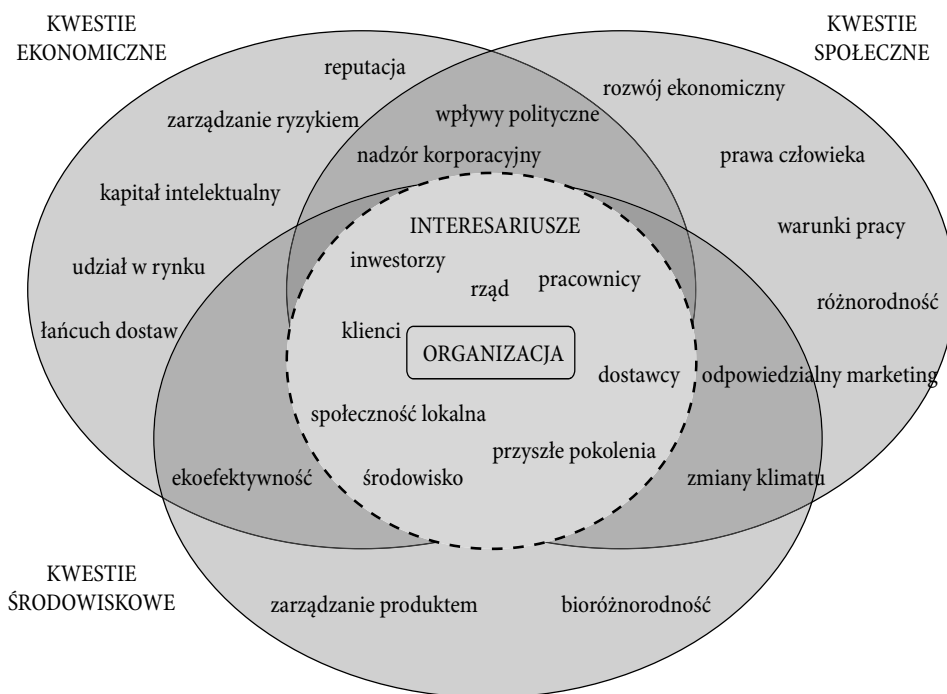 KWESTIE
EKONOMICZNE
KWESTIE
SPOŁECZNE
reputacja
rozwój ekonomiczny
zarządzanie ryzykiem
wpływy polityczne
nadzór korporacyjny
prawa człowieka
kapitał intelektualny
INTERESARIUSZE
warunki pracy
inwestorzy
udział w rynku
rząd
pracownicy
różnorodność
łańcuch dostaw
klienci
ORGANIZACJA
dostawcy
odpowiedzialny marketing
społeczność lokalna
przyszłe pokolenia
ekoefektywność
środowisko
zmiany klimatu
KWESTIE
ŚRODOWISKOWE
zarządzanie produktem
bioróżnorodność